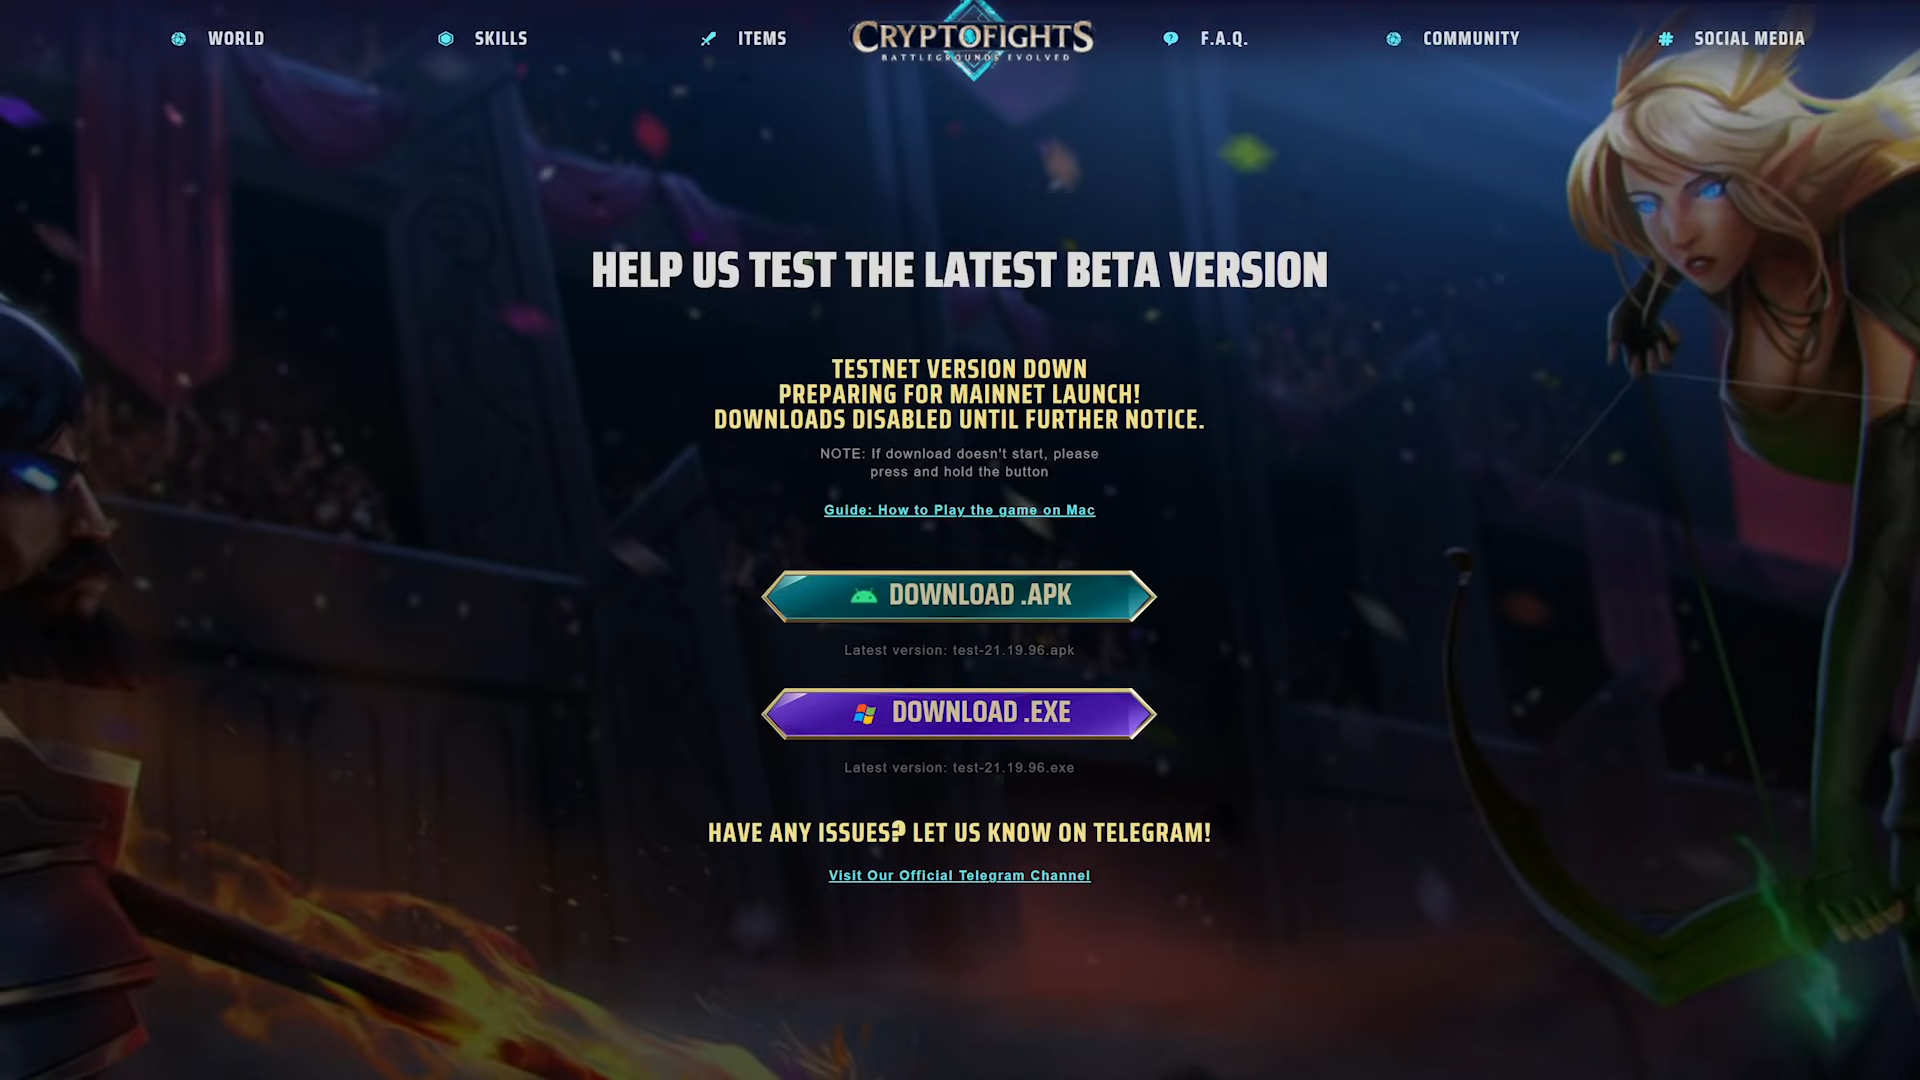 WORLD
SKILLS
ITEMS
CRYPTOFIGHTS
BATTLEGROUNDS EVOLVED
F.A.Q.
COMMUNITY
SOCIAL MEDIA
HELP US TEST THE LATEST BETA VERSION
TESTNET VERSION DOWN
PREPARING FOR MAINNET LAUNCH!
DOWNLOADS DISABLED UNTIL FURTHER NOTICE.
NOTE: If download doesn't start, please
press and hold the button
Guide: How to Play the game on Mac
DOWNLOAD .APK
Latest version: test-21.19.96.apk
DOWNLOAD .EXE
Latest version: test-21.19.96.exe
HAVE ANY ISSUES? LET US KNOW ON TELEGRAM!
Visit Our Official Telegram Channel